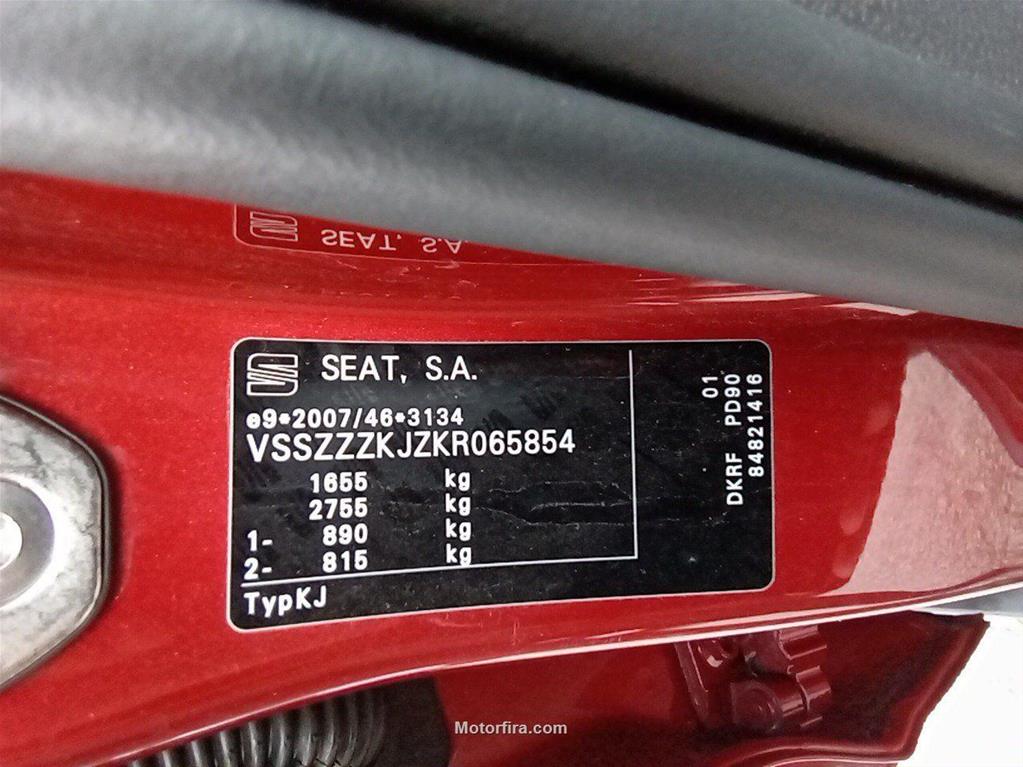 SEAT, S.A.
SEAT, S.A.
e9*2007/46*3134
VSSZZZKJZKR065854
1655 kg
2755 kg
1- 890 kg
2- 815 kg
TypKJ
01
DKRF PD90
84821416
Motorfira.com